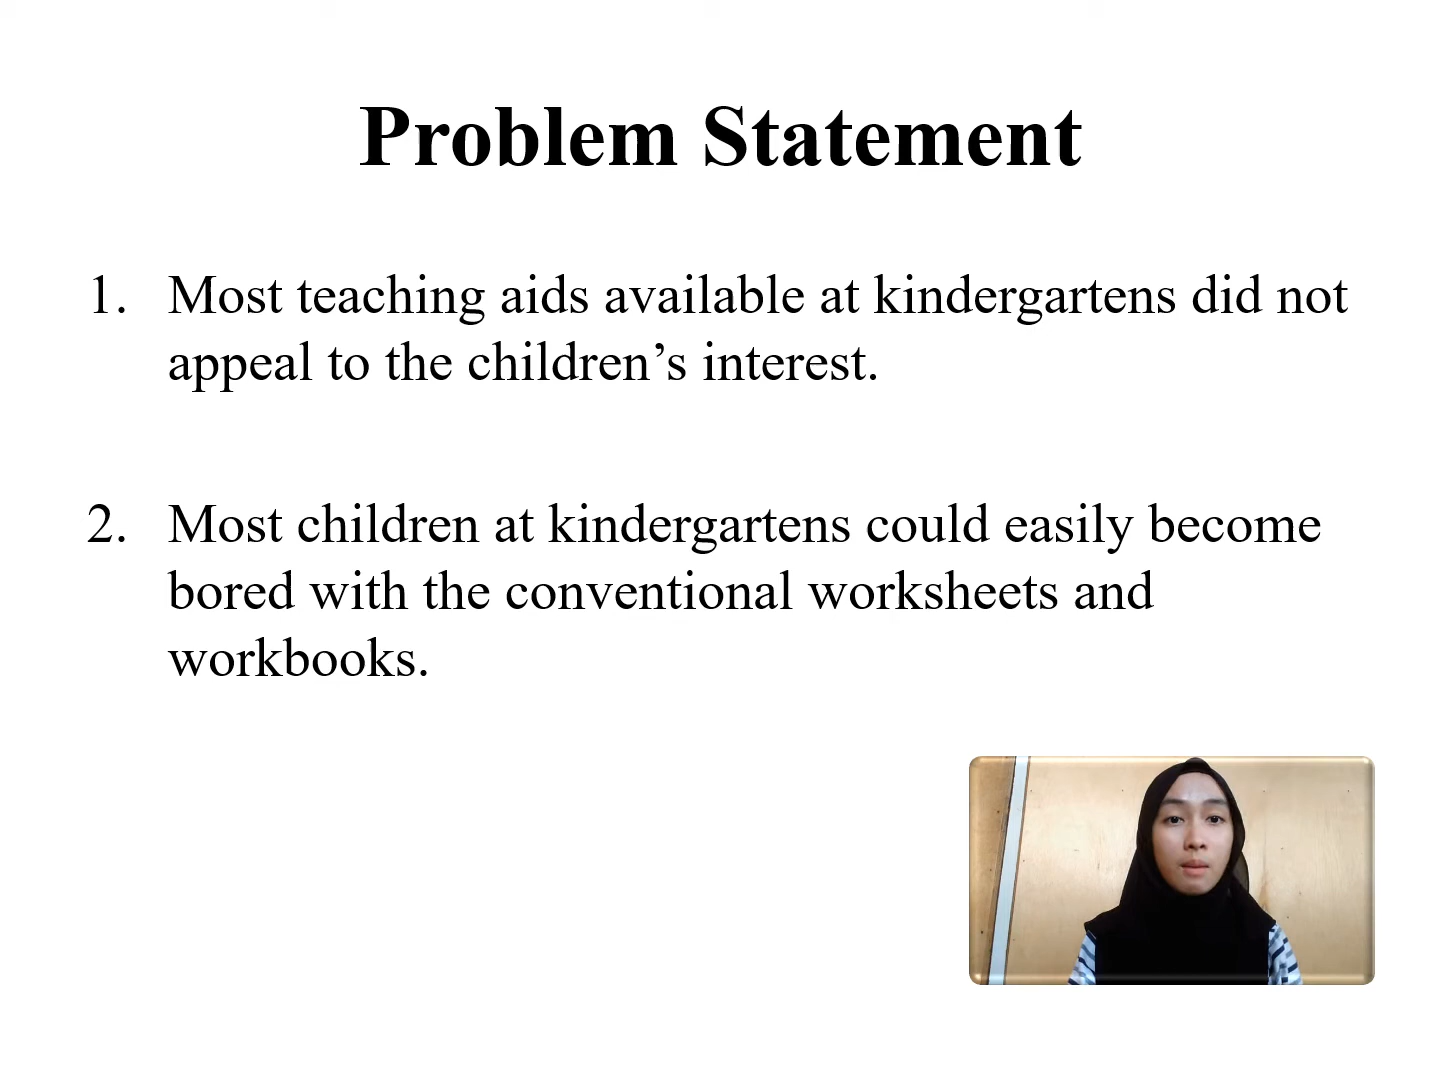 Problem Statement
1. Most teaching aids available at kindergartens did not
appeal to the children’s interest.
2. Most children at kindergartens could easily become
bored with the conventional worksheets and
workbooks.